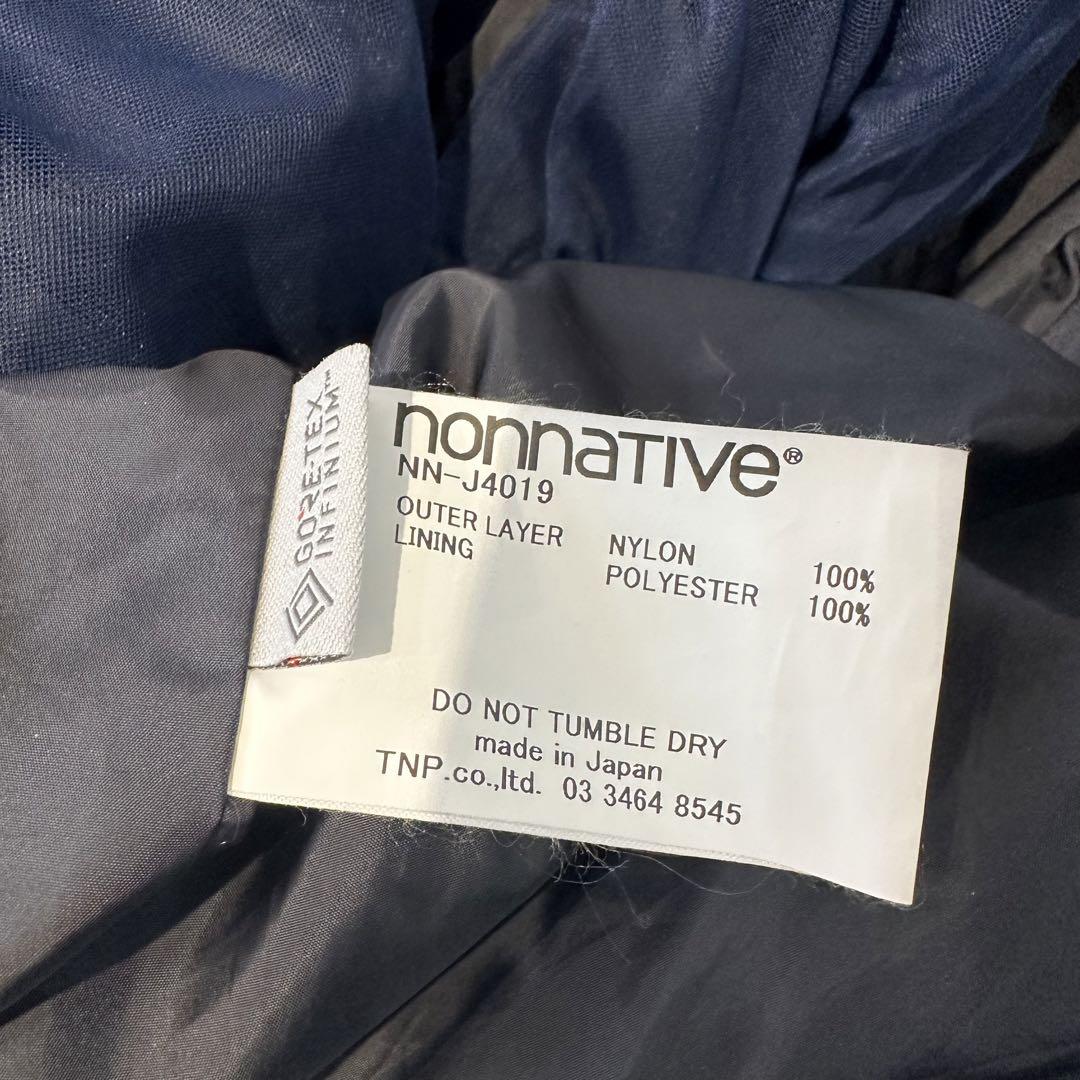 GORE-TEX
INFINIUM™
nonnative®
NN-J4019
OUTER LAYER NYLON 100%
LINING POLYESTER 100%
DO NOT TUMBLE DRY
made in Japan
TNP.co.,ltd. 03 3464 8545